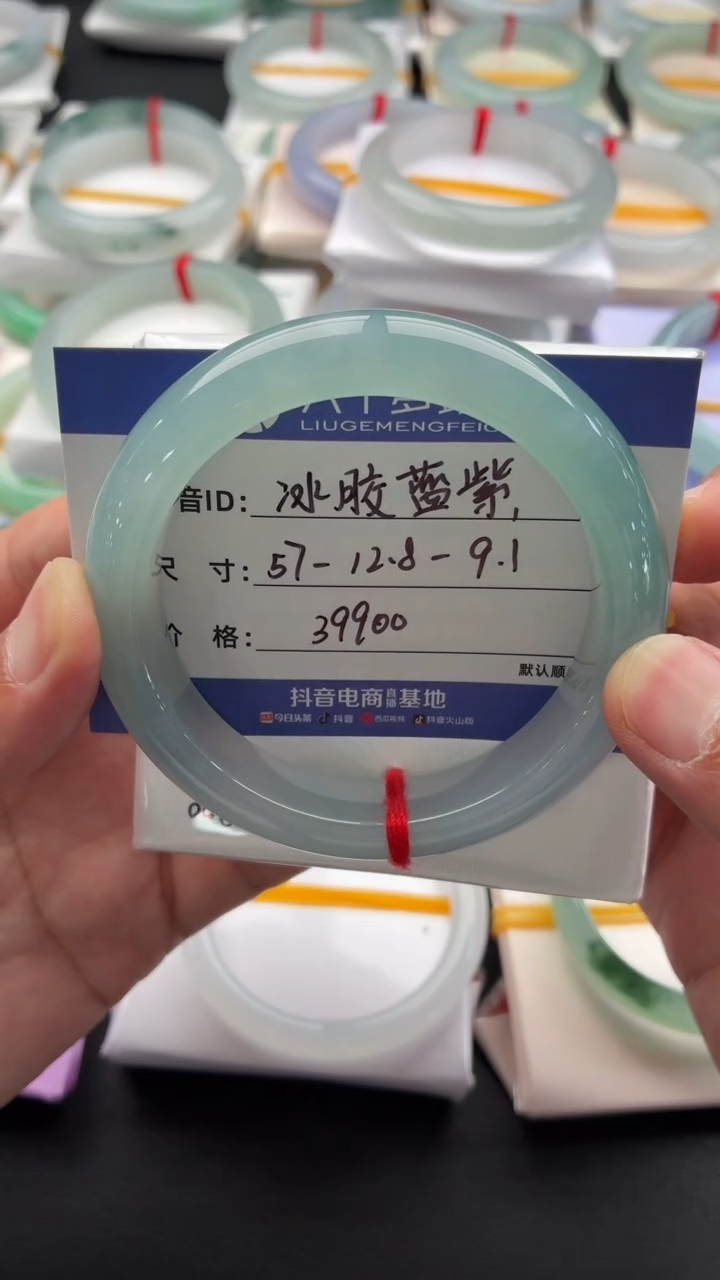 LIUGEMENGFEIC
音ID: 冰胶蓝紫
尺 寸: 57-12.8-9.1
价 格: 39900
默认顺
抖音电商直播基地
今日头条 抖音 西瓜视频 抖音火山版